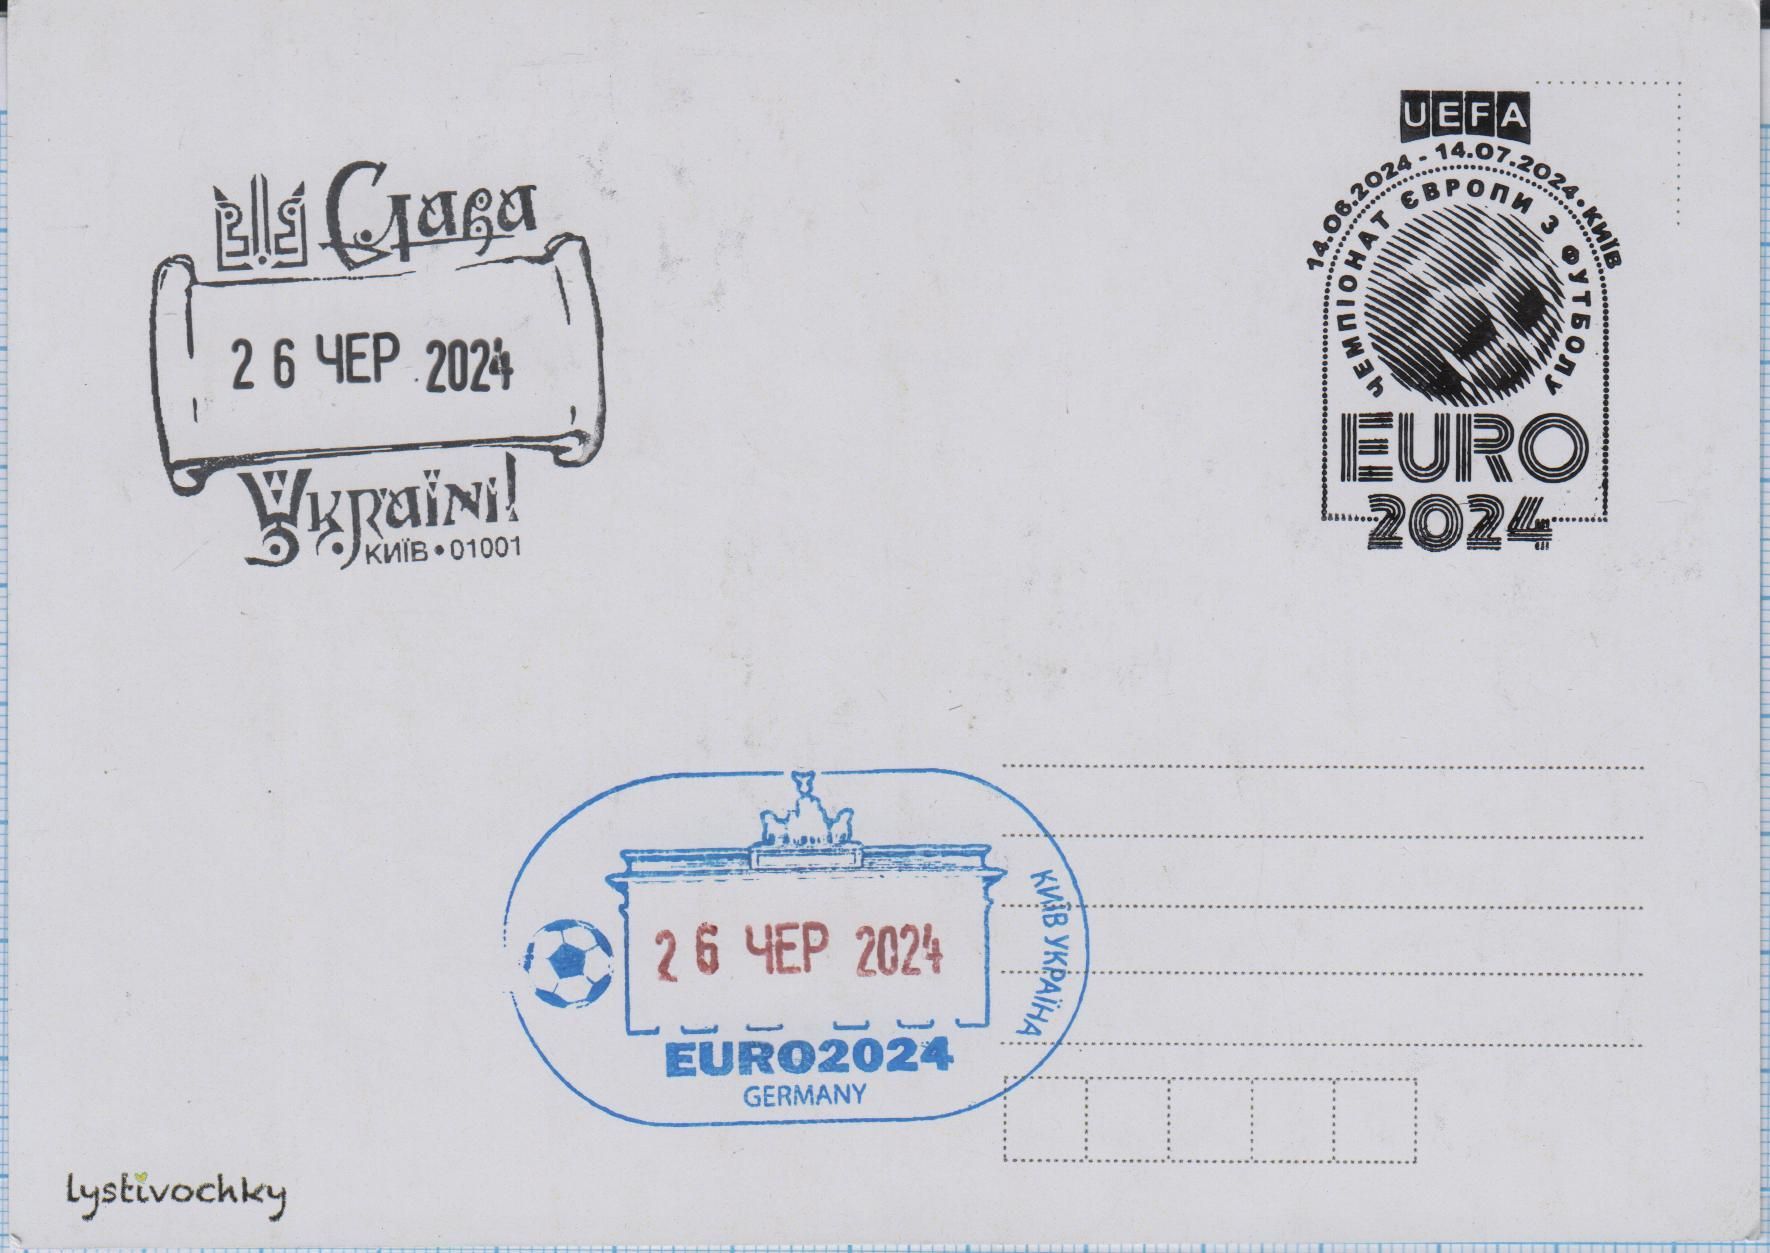 Слава
26 ЧЕР 2024
Україні!
КИЇВ•01001
UEFA
14.06.2024 - 14.07.2024•КИЇВ
ЧЕМПІОНАТ ЄВРОПИ З ФУТБОЛУ
EURO
2024
26 ЧЕР 2024
КИЇВ УКРАЇНА
EURO2024
GERMANY
lystivochky